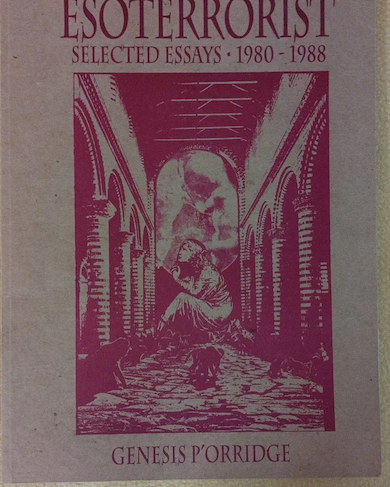 ESOTERRORIST
SELECTED ESSAYS • 1980 - 1988
GENESIS P'ORRIDGE